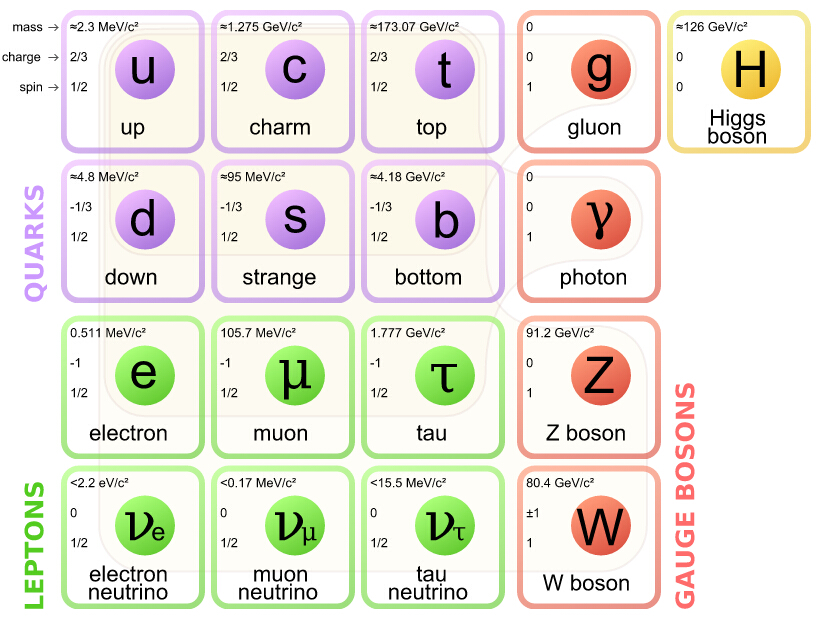 mass →
charge →
spin →
≈2.3 MeV/c²
2/3
1/2
u
up
≈1.275 GeV/c²
2/3
1/2
c
charm
≈173.07 GeV/c²
2/3
1/2
t
top
0
0
1
g
gluon
≈126 GeV/c²
0
0
H
Higgs
boson
QUARKS
≈4.8 MeV/c²
-1/3
1/2
d
down
≈95 MeV/c²
-1/3
1/2
s
strange
≈4.18 GeV/c²
-1/3
1/2
b
bottom
0
0
1
γ
photon
0.511 MeV/c²
-1
1/2
e
electron
105.7 MeV/c²
-1
1/2
μ
muon
1.777 GeV/c²
-1
1/2
τ
tau
91.2 GeV/c²
0
1
Z
Z boson
LEPTONS
<2.2 eV/c²
0
1/2
νe
electron
neutrino
<0.17 MeV/c²
0
1/2
νμ
muon
neutrino
<15.5 MeV/c²
0
1/2
ντ
tau
neutrino
80.4 GeV/c²
±1
1
W
W boson
GAUGE BOSONS